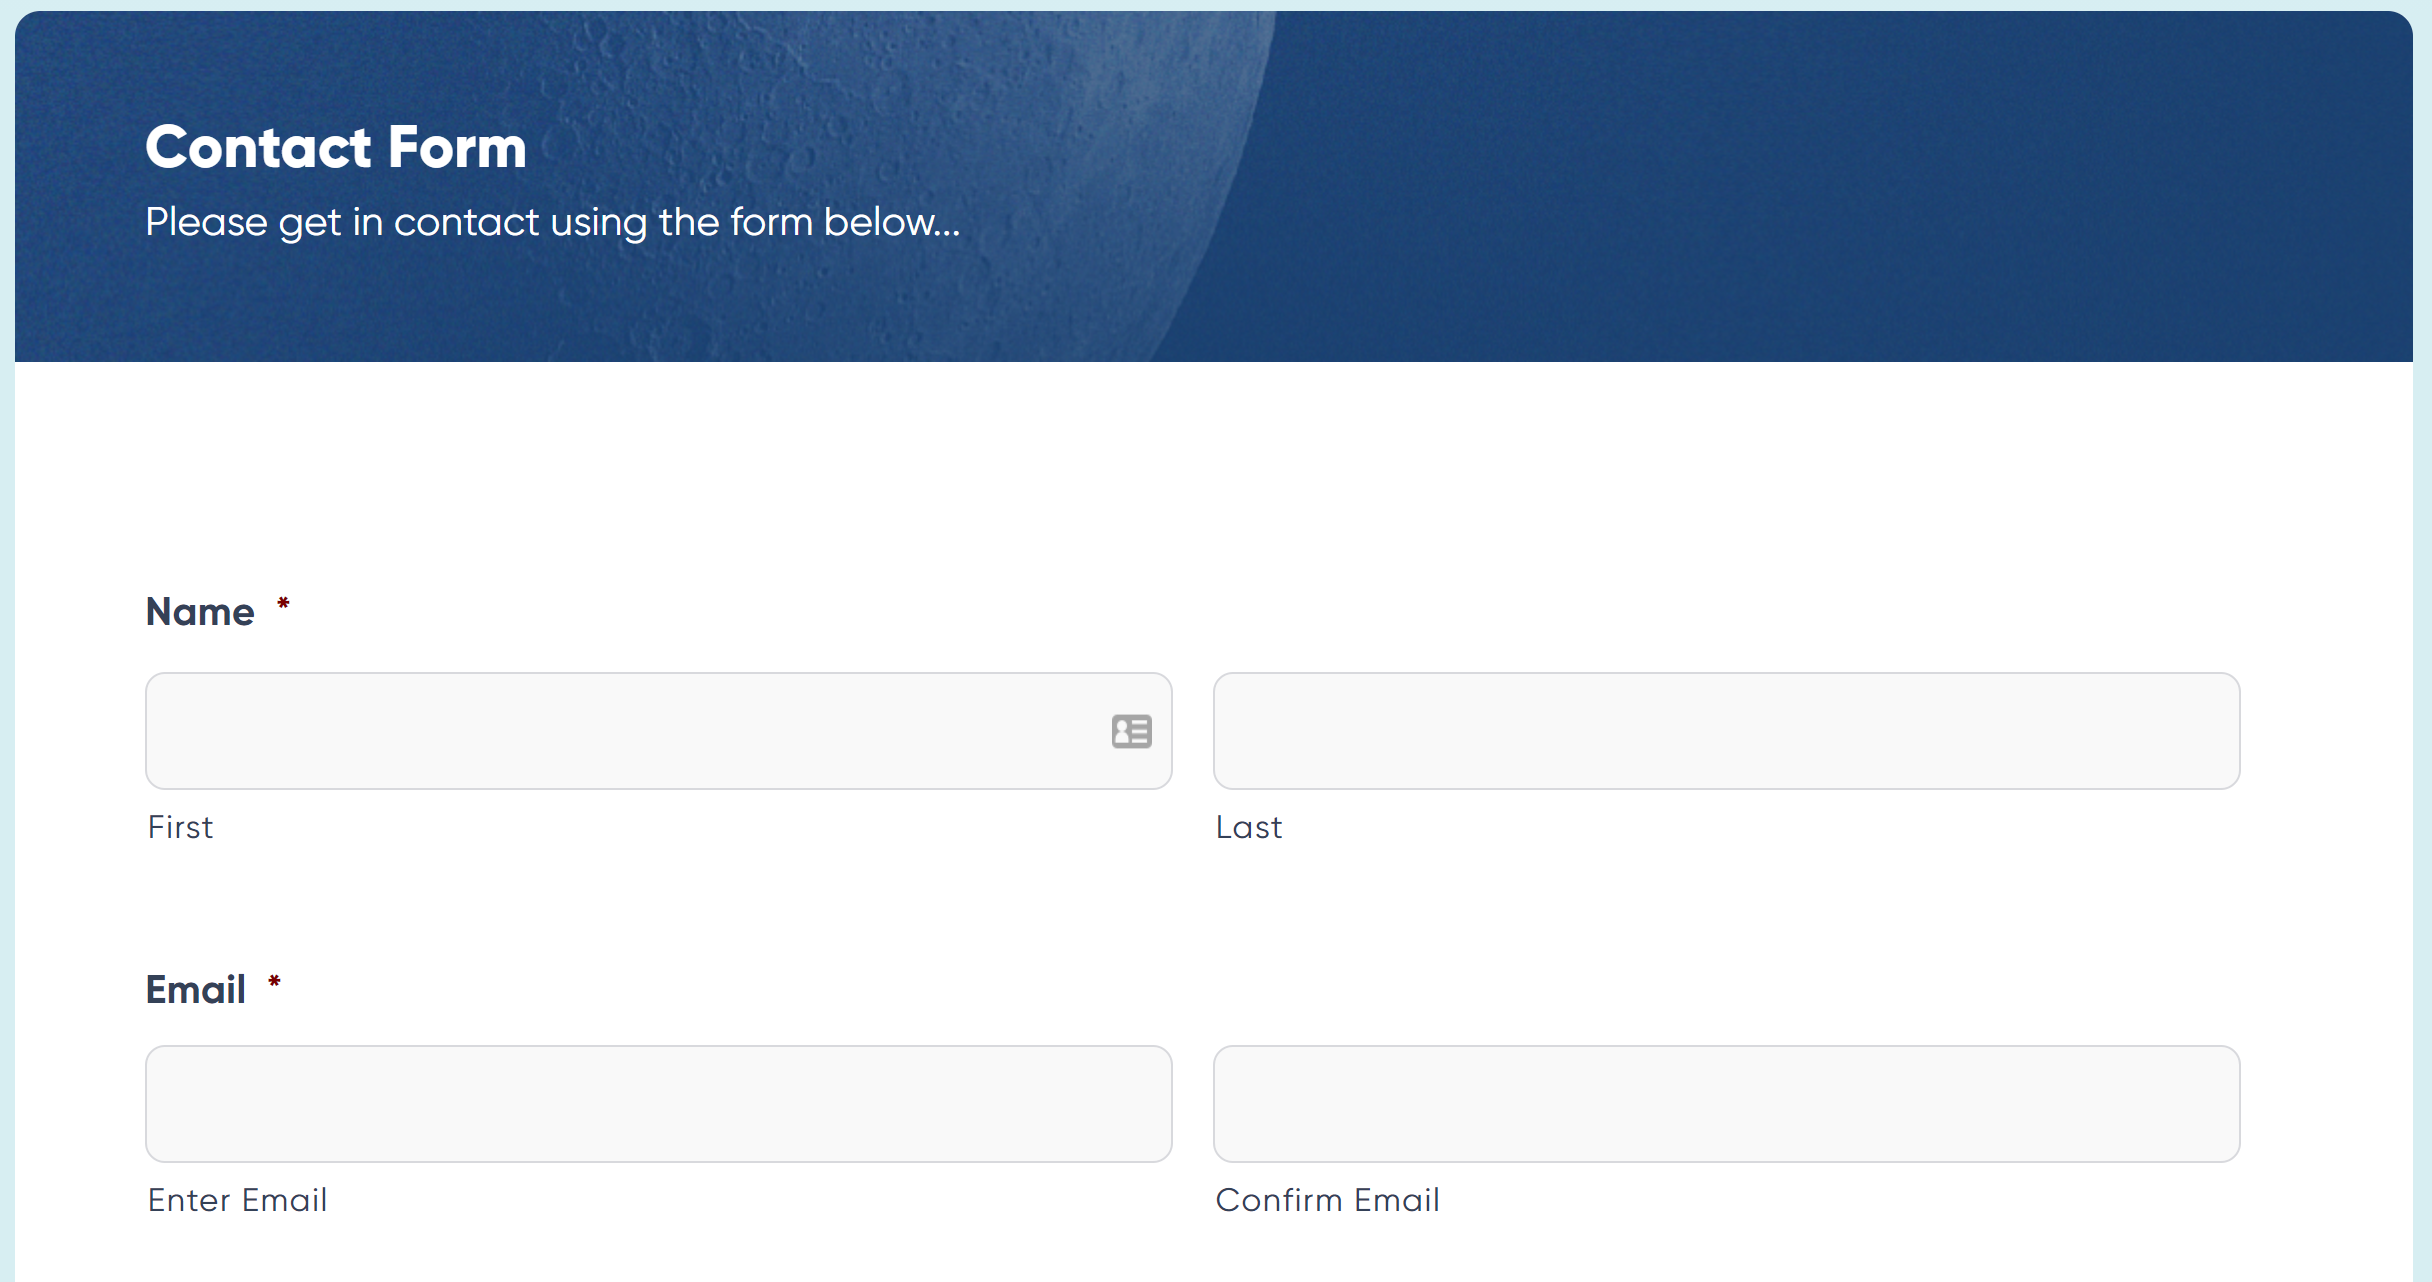 Contact Form
Please get in contact using the form below...
Name *
First
Last
Email *
Enter Email
Confirm Email